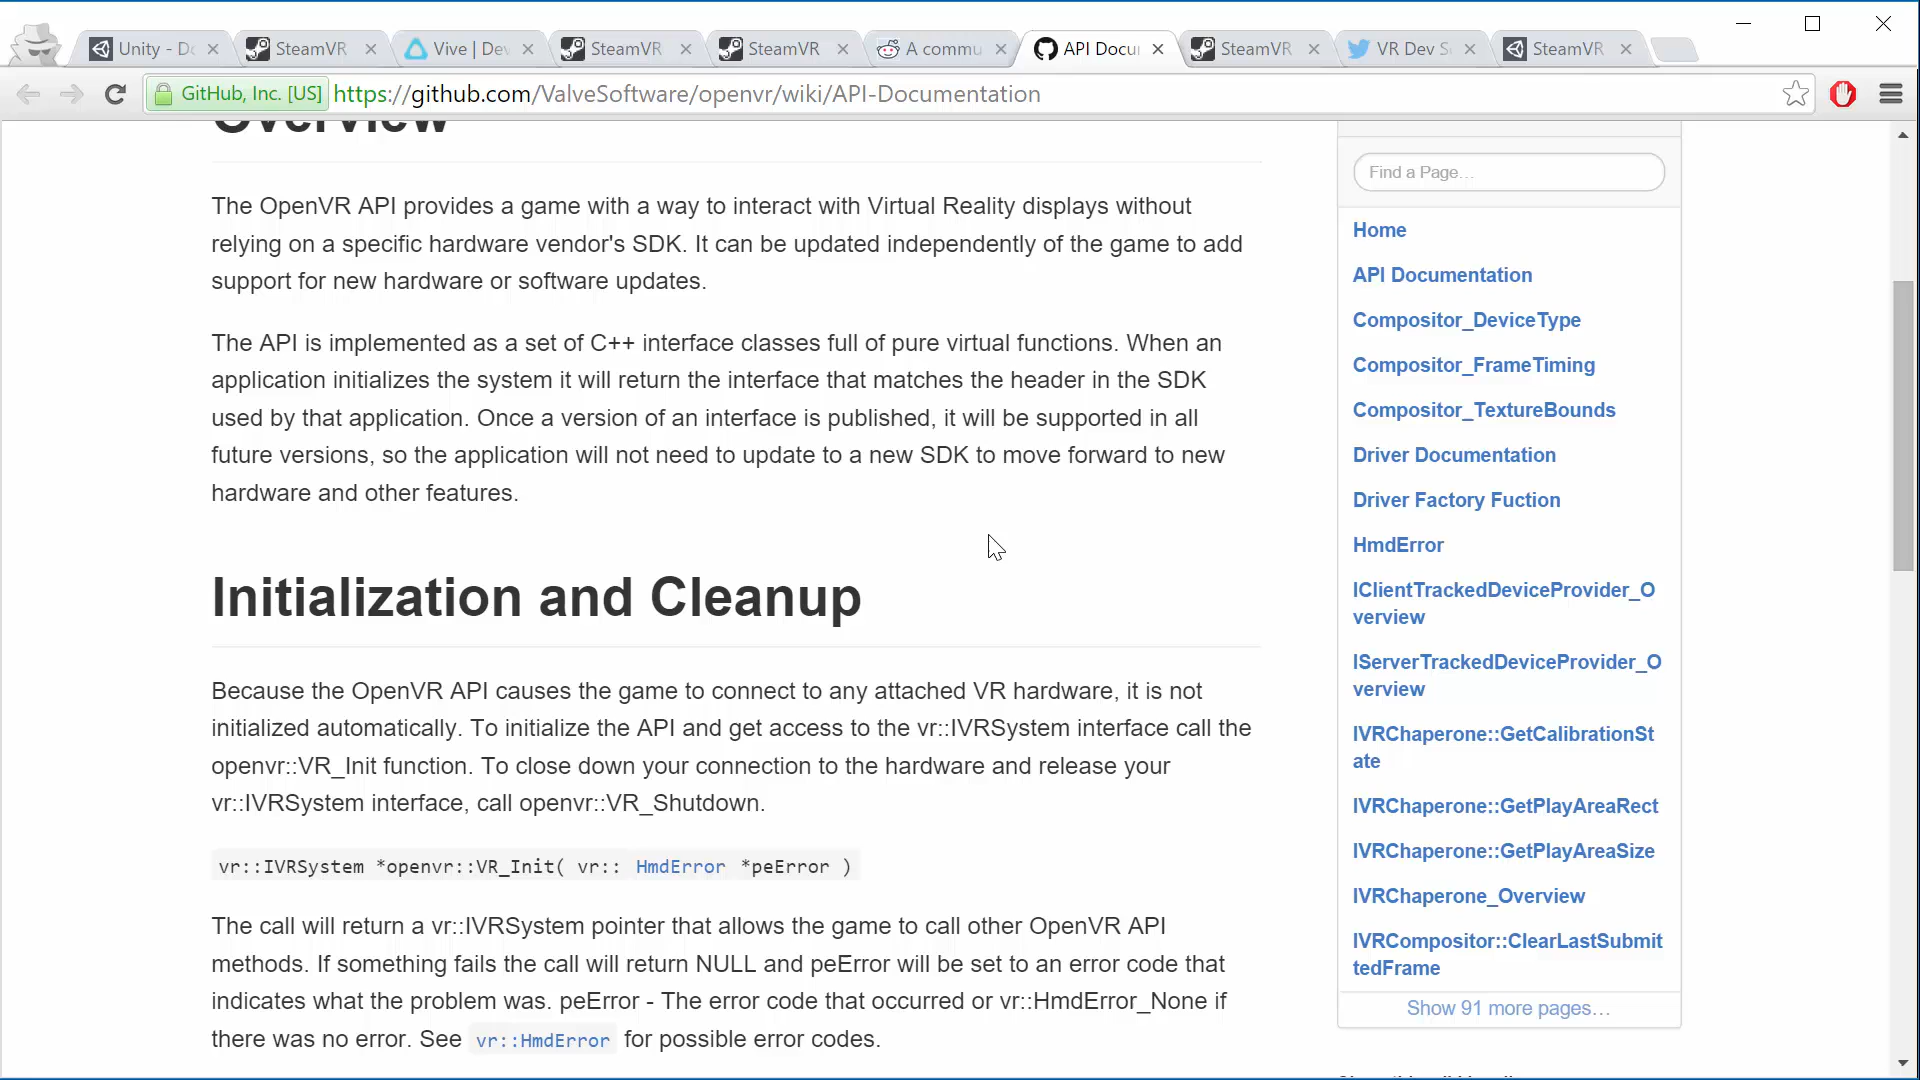 Unity - Do
SteamVR
Vive | Dev
SteamVR
SteamVR
A commu
API Docu
SteamVR
VR Dev S
SteamVR
GitHub, Inc. [US]
https://github.com/ValveSoftware/openvr/wiki/API-Documentation
Overview
The OpenVR API provides a game with a way to interact with Virtual Reality displays without
relying on a specific hardware vendor's SDK. It can be updated independently of the game to add
support for new hardware or software updates.
The API is implemented as a set of C++ interface classes full of pure virtual functions. When an
application initializes the system it will return the interface that matches the header in the SDK
used by that application. Once a version of an interface is published, it will be supported in all
future versions, so the application will not need to update to a new SDK to move forward to new
hardware and other features.
Initialization and Cleanup
Because the OpenVR API causes the game to connect to any attached VR hardware, it is not
initialized automatically. To initialize the API and get access to the vr::IVRSystem interface call the
openvr::VR_Init function. To close down your connection to the hardware and release your
vr::IVRSystem interface, call openvr::VR_Shutdown.
vr::IVRSystem *openvr::VR_Init( vr:: HmdError *peError )
The call will return a vr::IVRSystem pointer that allows the game to call other OpenVR API
methods. If something fails the call will return NULL and peError will be set to an error code that
indicates what the problem was. peError - The error code that occurred or vr::HmdError_None if
there was no error. See vr::HmdError for possible error codes.
Find a Page...
Home
API Documentation
Compositor_DeviceType
Compositor_FrameTiming
Compositor_TextureBounds
Driver Documentation
Driver Factory Fuction
HmdError
IClientTrackedDeviceProvider_O
verview
IServerTrackedDeviceProvider_O
verview
IVRChaperone::GetCalibrationSt
ate
IVRChaperone::GetPlayAreaRect
IVRChaperone::GetPlayAreaSize
IVRChaperone_Overview
IVRCompositor::ClearLastSubmit
tedFrame
Show 91 more pages...